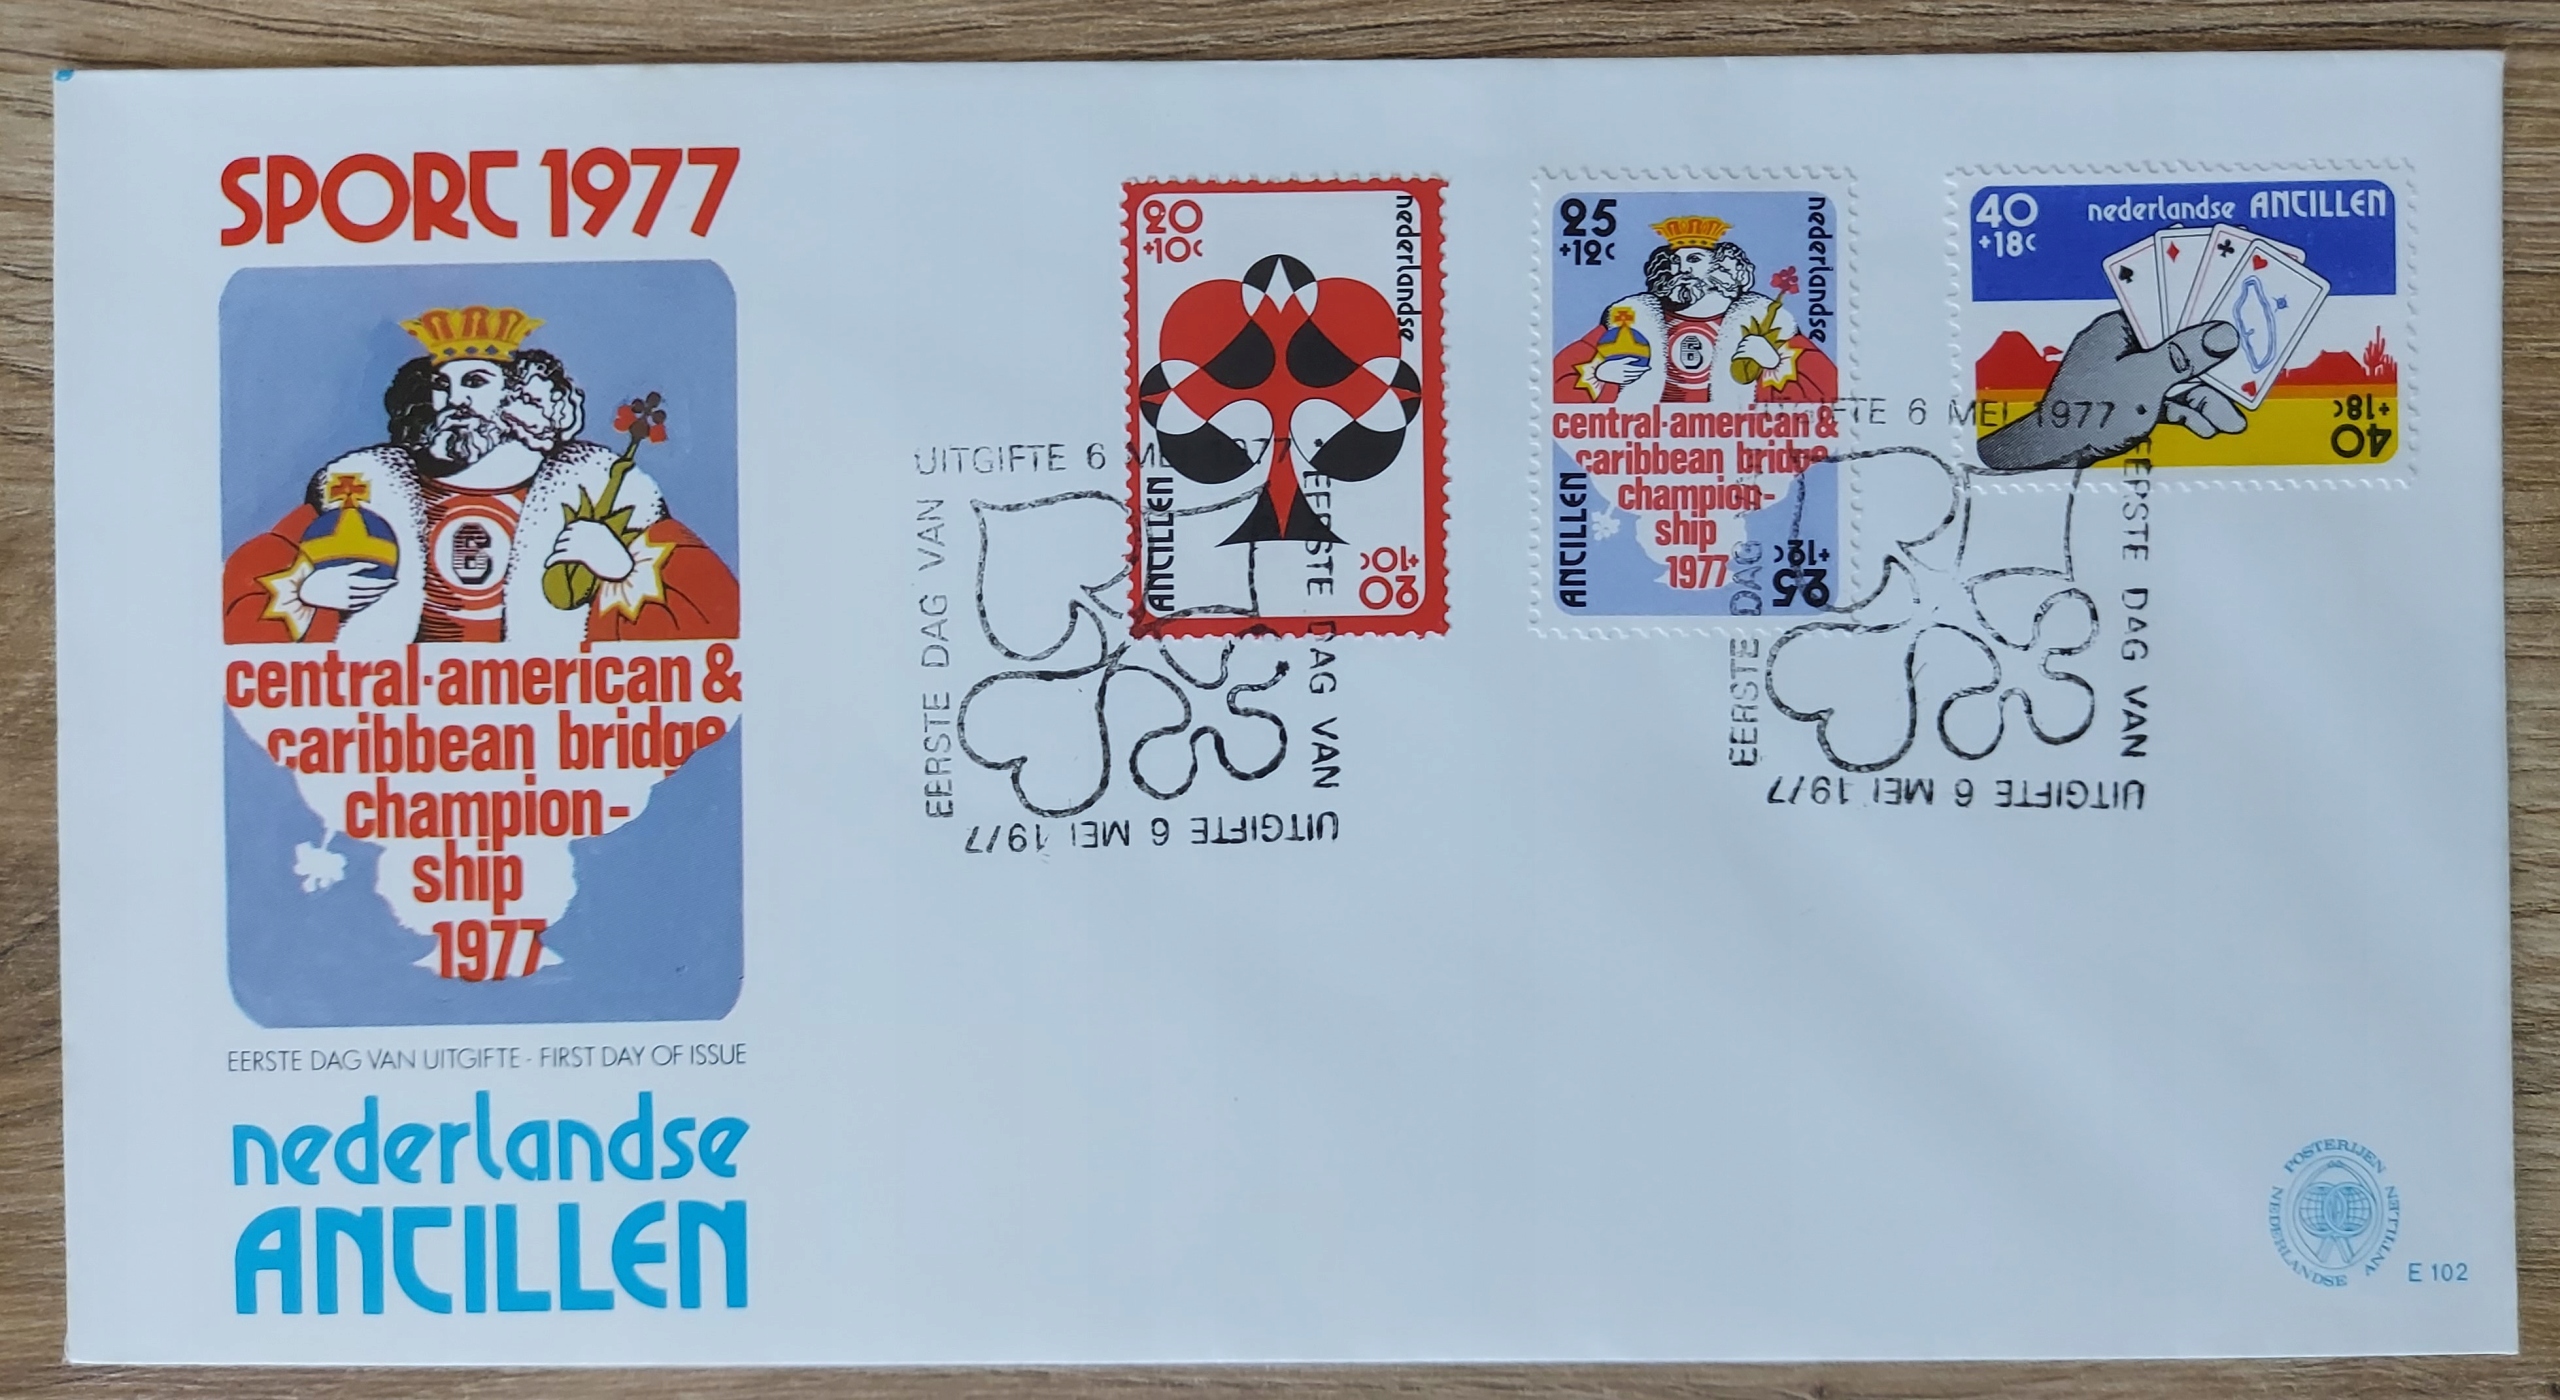 SPORT 1977
6
central-american &
caribbean bridge
champion-
ship
1977
EERSTE DAG VAN UITGIFTE - FIRST DAY OF ISSUE
nederlandse
ANTILLEN
20
+10c
nederlandse
ANTILLEN
20
+10c
25
+12c
nederlandse
6
central-american &
caribbean bridge
champion-
ship
1977
ANTILLEN
25
+12c
40
+18c
nederlandse ANTILLEN
40
+18c
EERSTE DAG VAN UITGIFTE 6 MEI 1977 • EERSTE DAG VAN UITGIFTE 6 MEI 1977
EERSTE DAG VAN UITGIFTE 6 MEI 1977 • EERSTE DAG VAN UITGIFTE 6 MEI 1977
POSTERIJEN NEDERLANDSE ANTILLEN
E 102